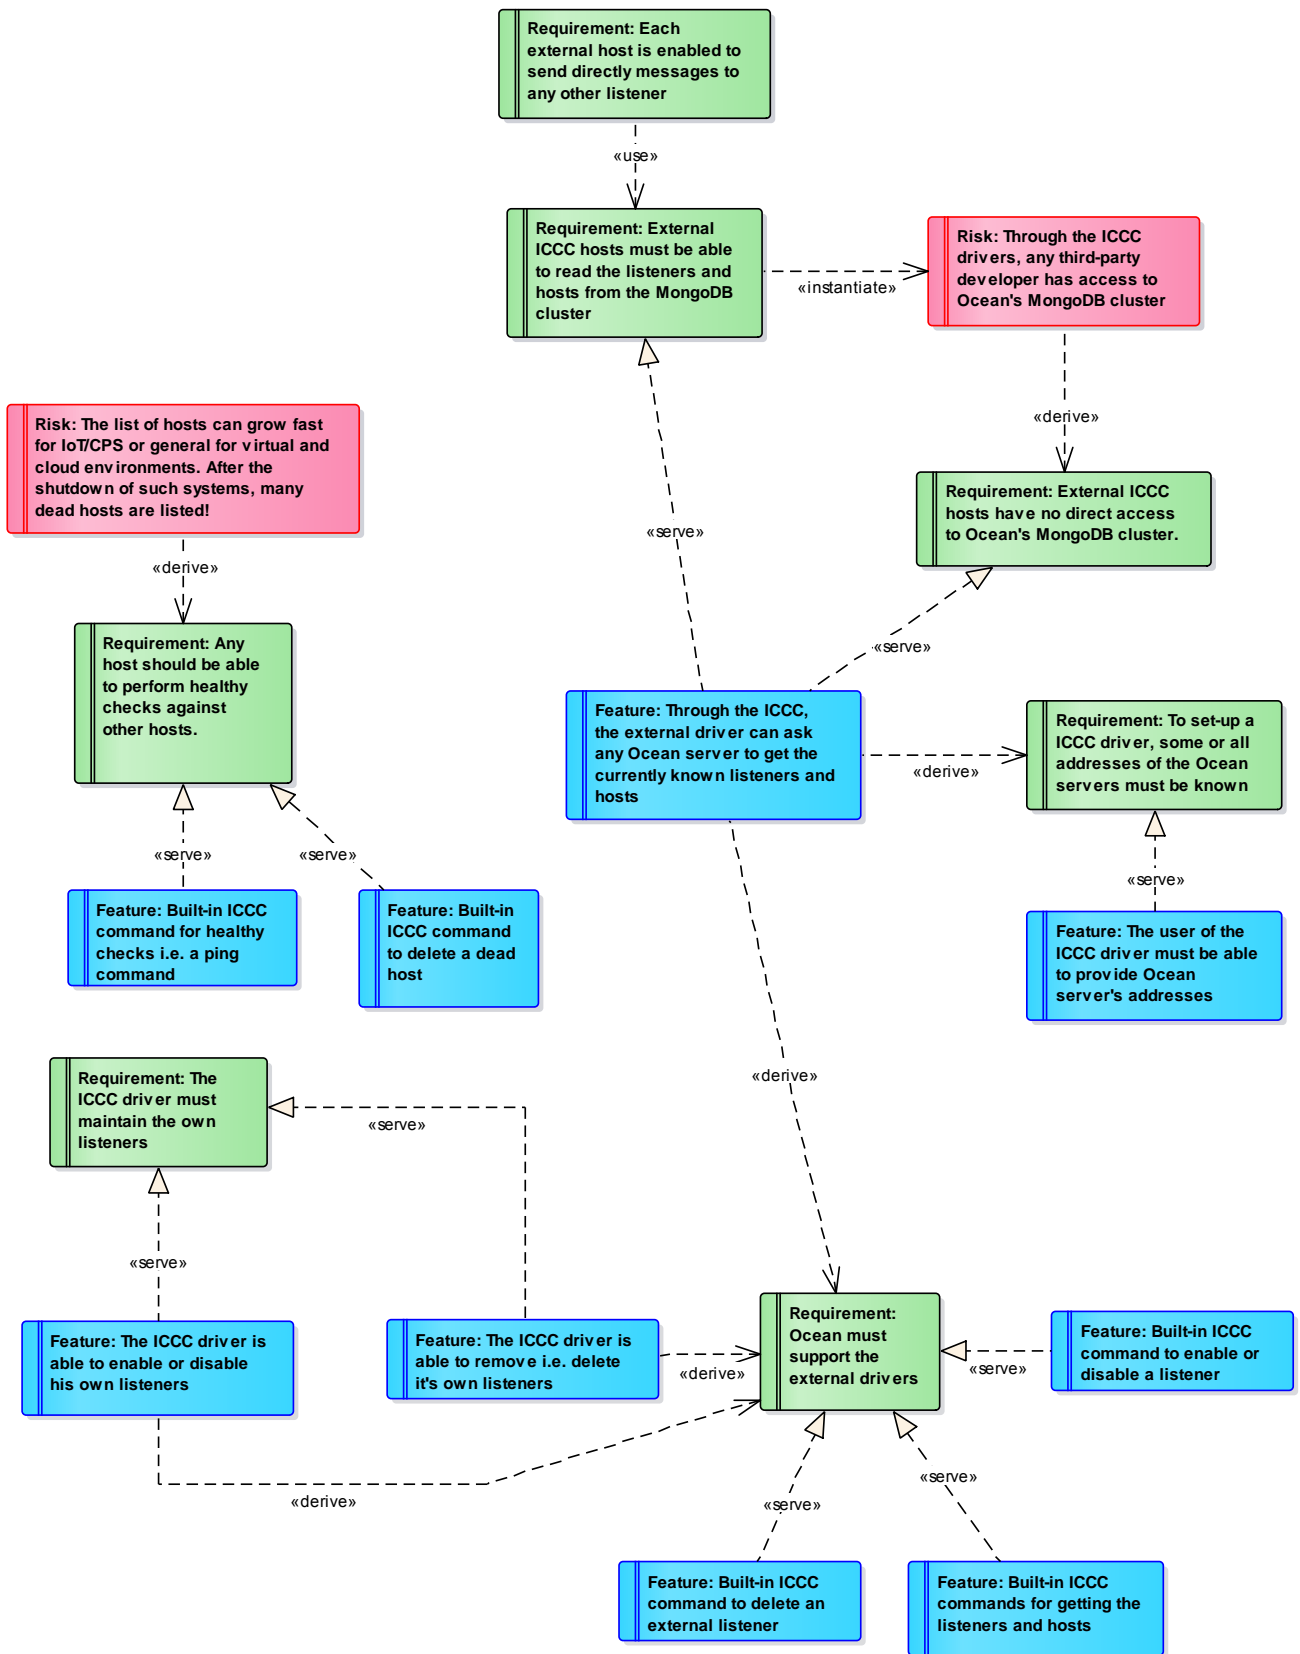 Requirement: Each
external host is enabled to
send directly messages to
any other listener
«use»
Requirement: External
ICCC hosts must be able
to read the listeners and
hosts from the MongoDB
cluster
«instantiate»
Risk: Through the ICCC
drivers, any third-party
developer has access to
Ocean's MongoDB cluster
«derive»
Requirement: External ICCC
hosts have no direct access
to Ocean's MongoDB cluster.
«serve»
«serve»
Risk: The list of hosts can grow fast
for IoT/CPS or general for virtual and
cloud environments. After the
shutdown of such systems, many
dead hosts are listed!
«derive»
Requirement: Any
host should be able
to perform healthy
checks against
other hosts.
«serve»
«serve»
Feature: Built-in ICCC
command for healthy
checks i.e. a ping
command
Feature: Built-in
ICCC command
to delete a dead
host
Feature: Through the ICCC,
the external driver can ask
any Ocean server to get the
currently known listeners and
hosts
«derive»
Requirement: To set-up a
ICCC driver, some or all
addresses of the Ocean
servers must be known
«serve»
Feature: The user of the
ICCC driver must be able
to provide Ocean
server's addresses
«derive»
Requirement: The
ICCC driver must
maintain the own
listeners
«serve»
«serve»
Feature: The ICCC driver is
able to enable or disable
his own listeners
Feature: The ICCC driver is
able to remove i.e. delete
it's own listeners
«derive»
«derive»
Requirement:
Ocean must
support the
external drivers
«serve»
Feature: Built-in ICCC
command to enable or
disable a listener
«serve»
«serve»
Feature: Built-in ICCC
command to delete an
external listener
Feature: Built-in ICCC
commands for getting the
listeners and hosts